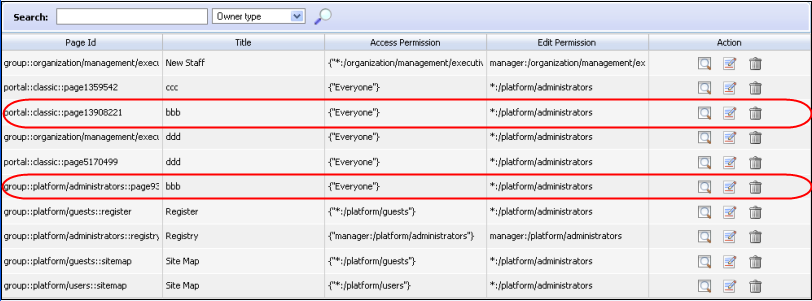 Search: Owner type
Page Id Title Access Permission Edit Permission Action
group::organization/management/execu New Staff {"*:/organization/management/executiv manager:/organization/management/ex
portal::classic::page1359542 ccc {"Everyone"} *:/platform/administrators
portal::classic::page13908221 bbb {"Everyone"} *:/platform/administrators
group::organization/management/execu ddd {"Everyone"} *:/platform/administrators
portal::classic::page5170499 ddd {"Everyone"} *:/platform/administrators
group::platform/administrators::page93 bbb {"Everyone"} *:/platform/administrators
group::platform/guests::register Register {"*:/platform/guests"} *:/platform/administrators
group::platform/administrators::registry Registry {"manager:/platform/administrators"} manager:/platform/administrators
group::platform/guests::sitemap Site Map {"*:/platform/guests"} *:/platform/administrators
group::platform/users::sitemap Site Map {"*:/platform/users"} *:/platform/administrators